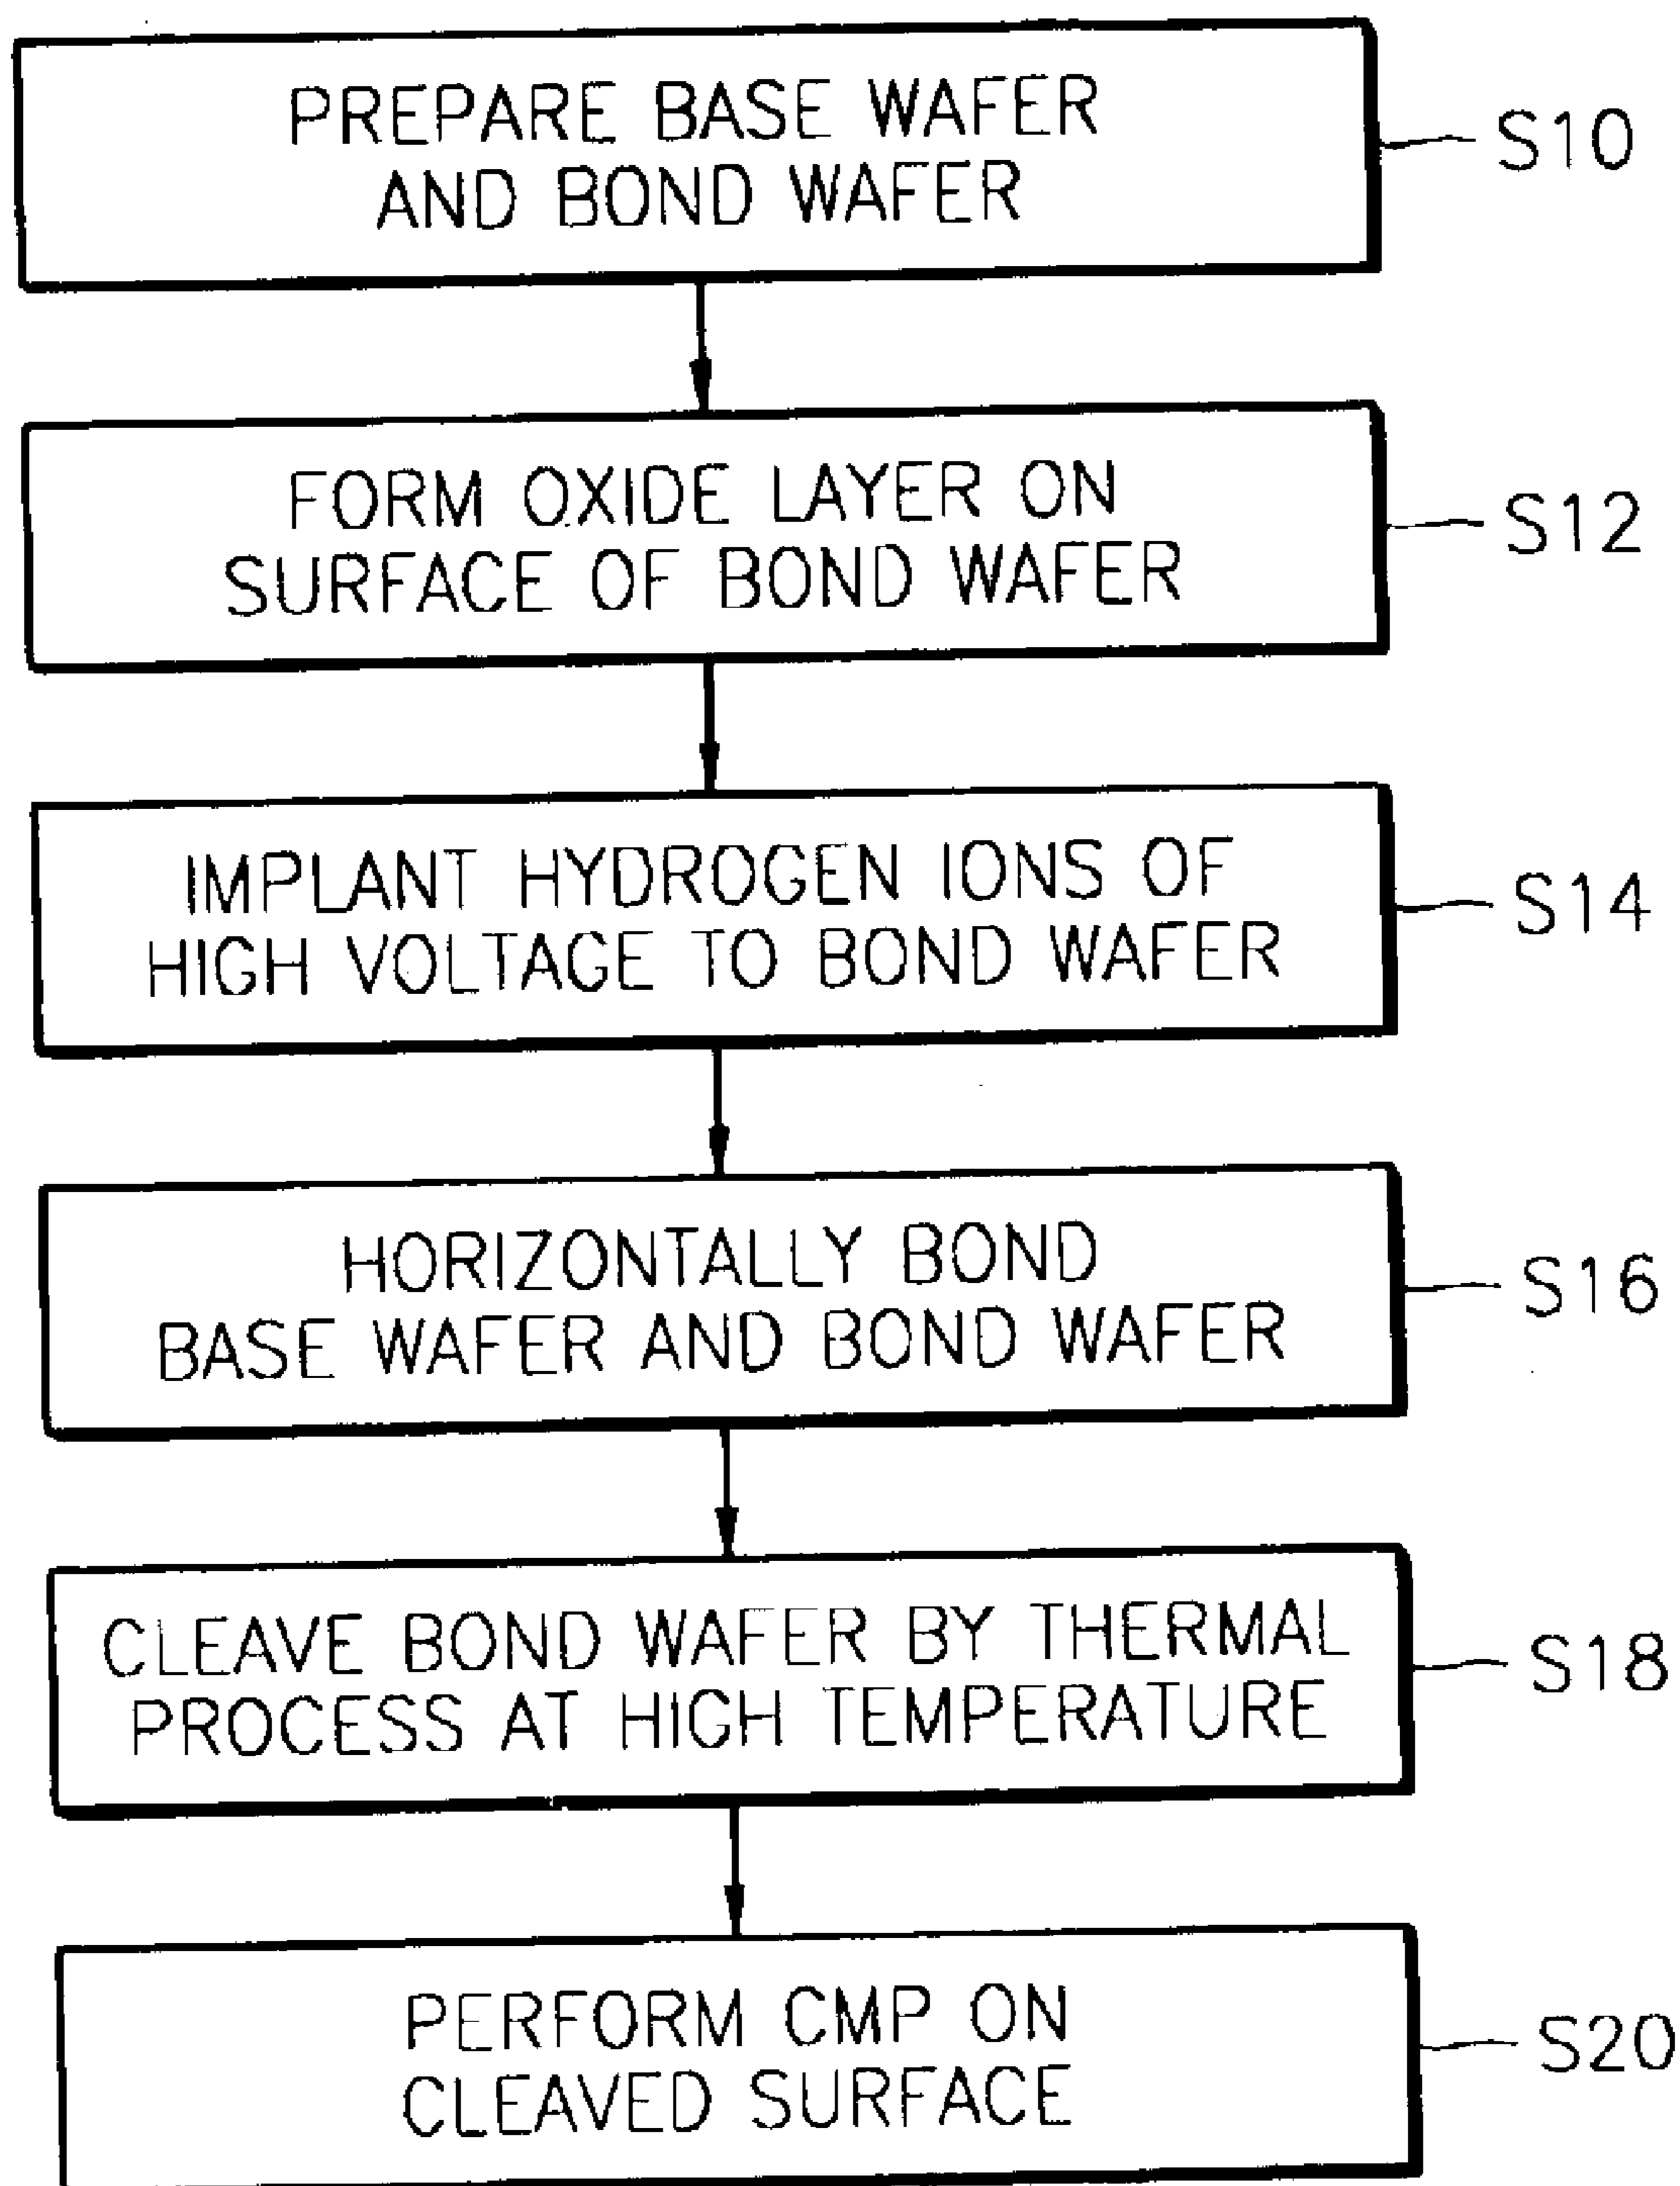 PREPARE BASE WAFER
AND BOND WAFER
S10
FORM OXIDE LAYER ON
SURFACE OF BOND WAFER
S12
IMPLANT HYDROGEN IONS OF
HIGH VOLTAGE TO BOND WAFER
S14
HORIZONTALLY BOND
BASE WAFER AND BOND WAFER
S16
CLEAVE BOND WAFER BY THERMAL
PROCESS AT HIGH TEMPERATURE
S18
PERFORM CMP ON
CLEAVED SURFACE
S20